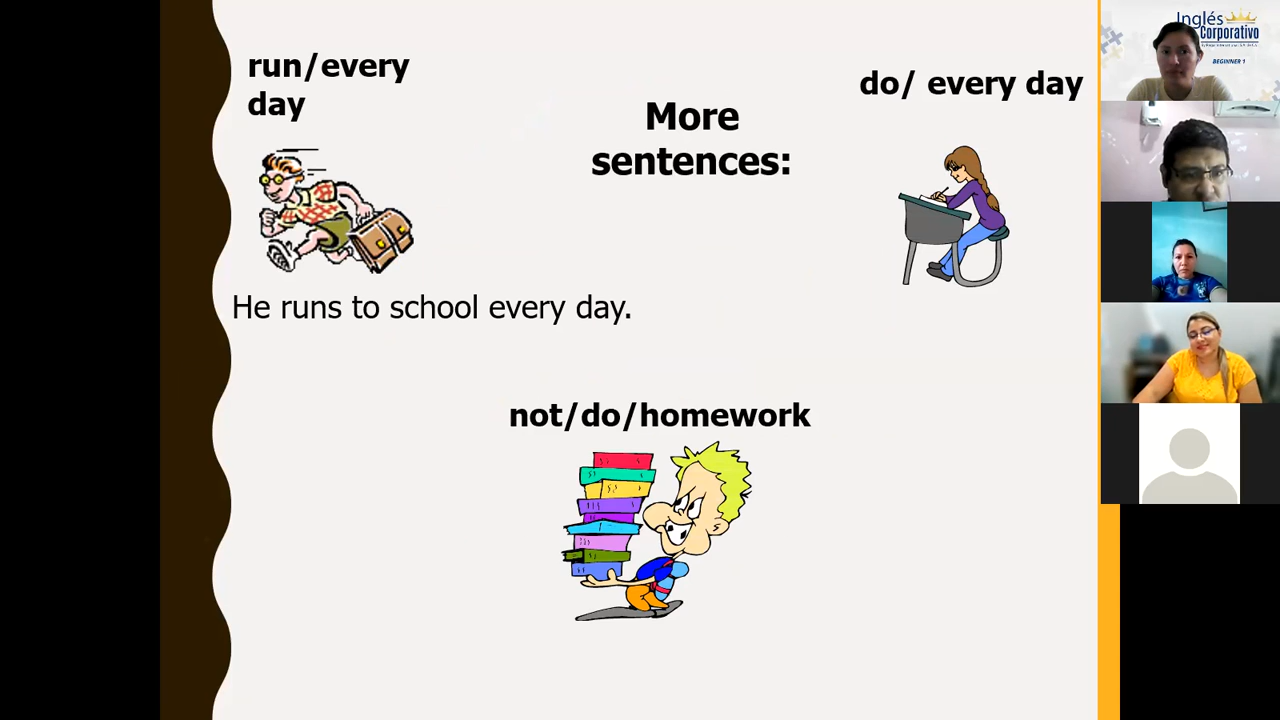 run/every
day
More
sentences:
do/ every day
He runs to school every day.
not/do/homework
Inglés
Corporativo
BEGINNER 1